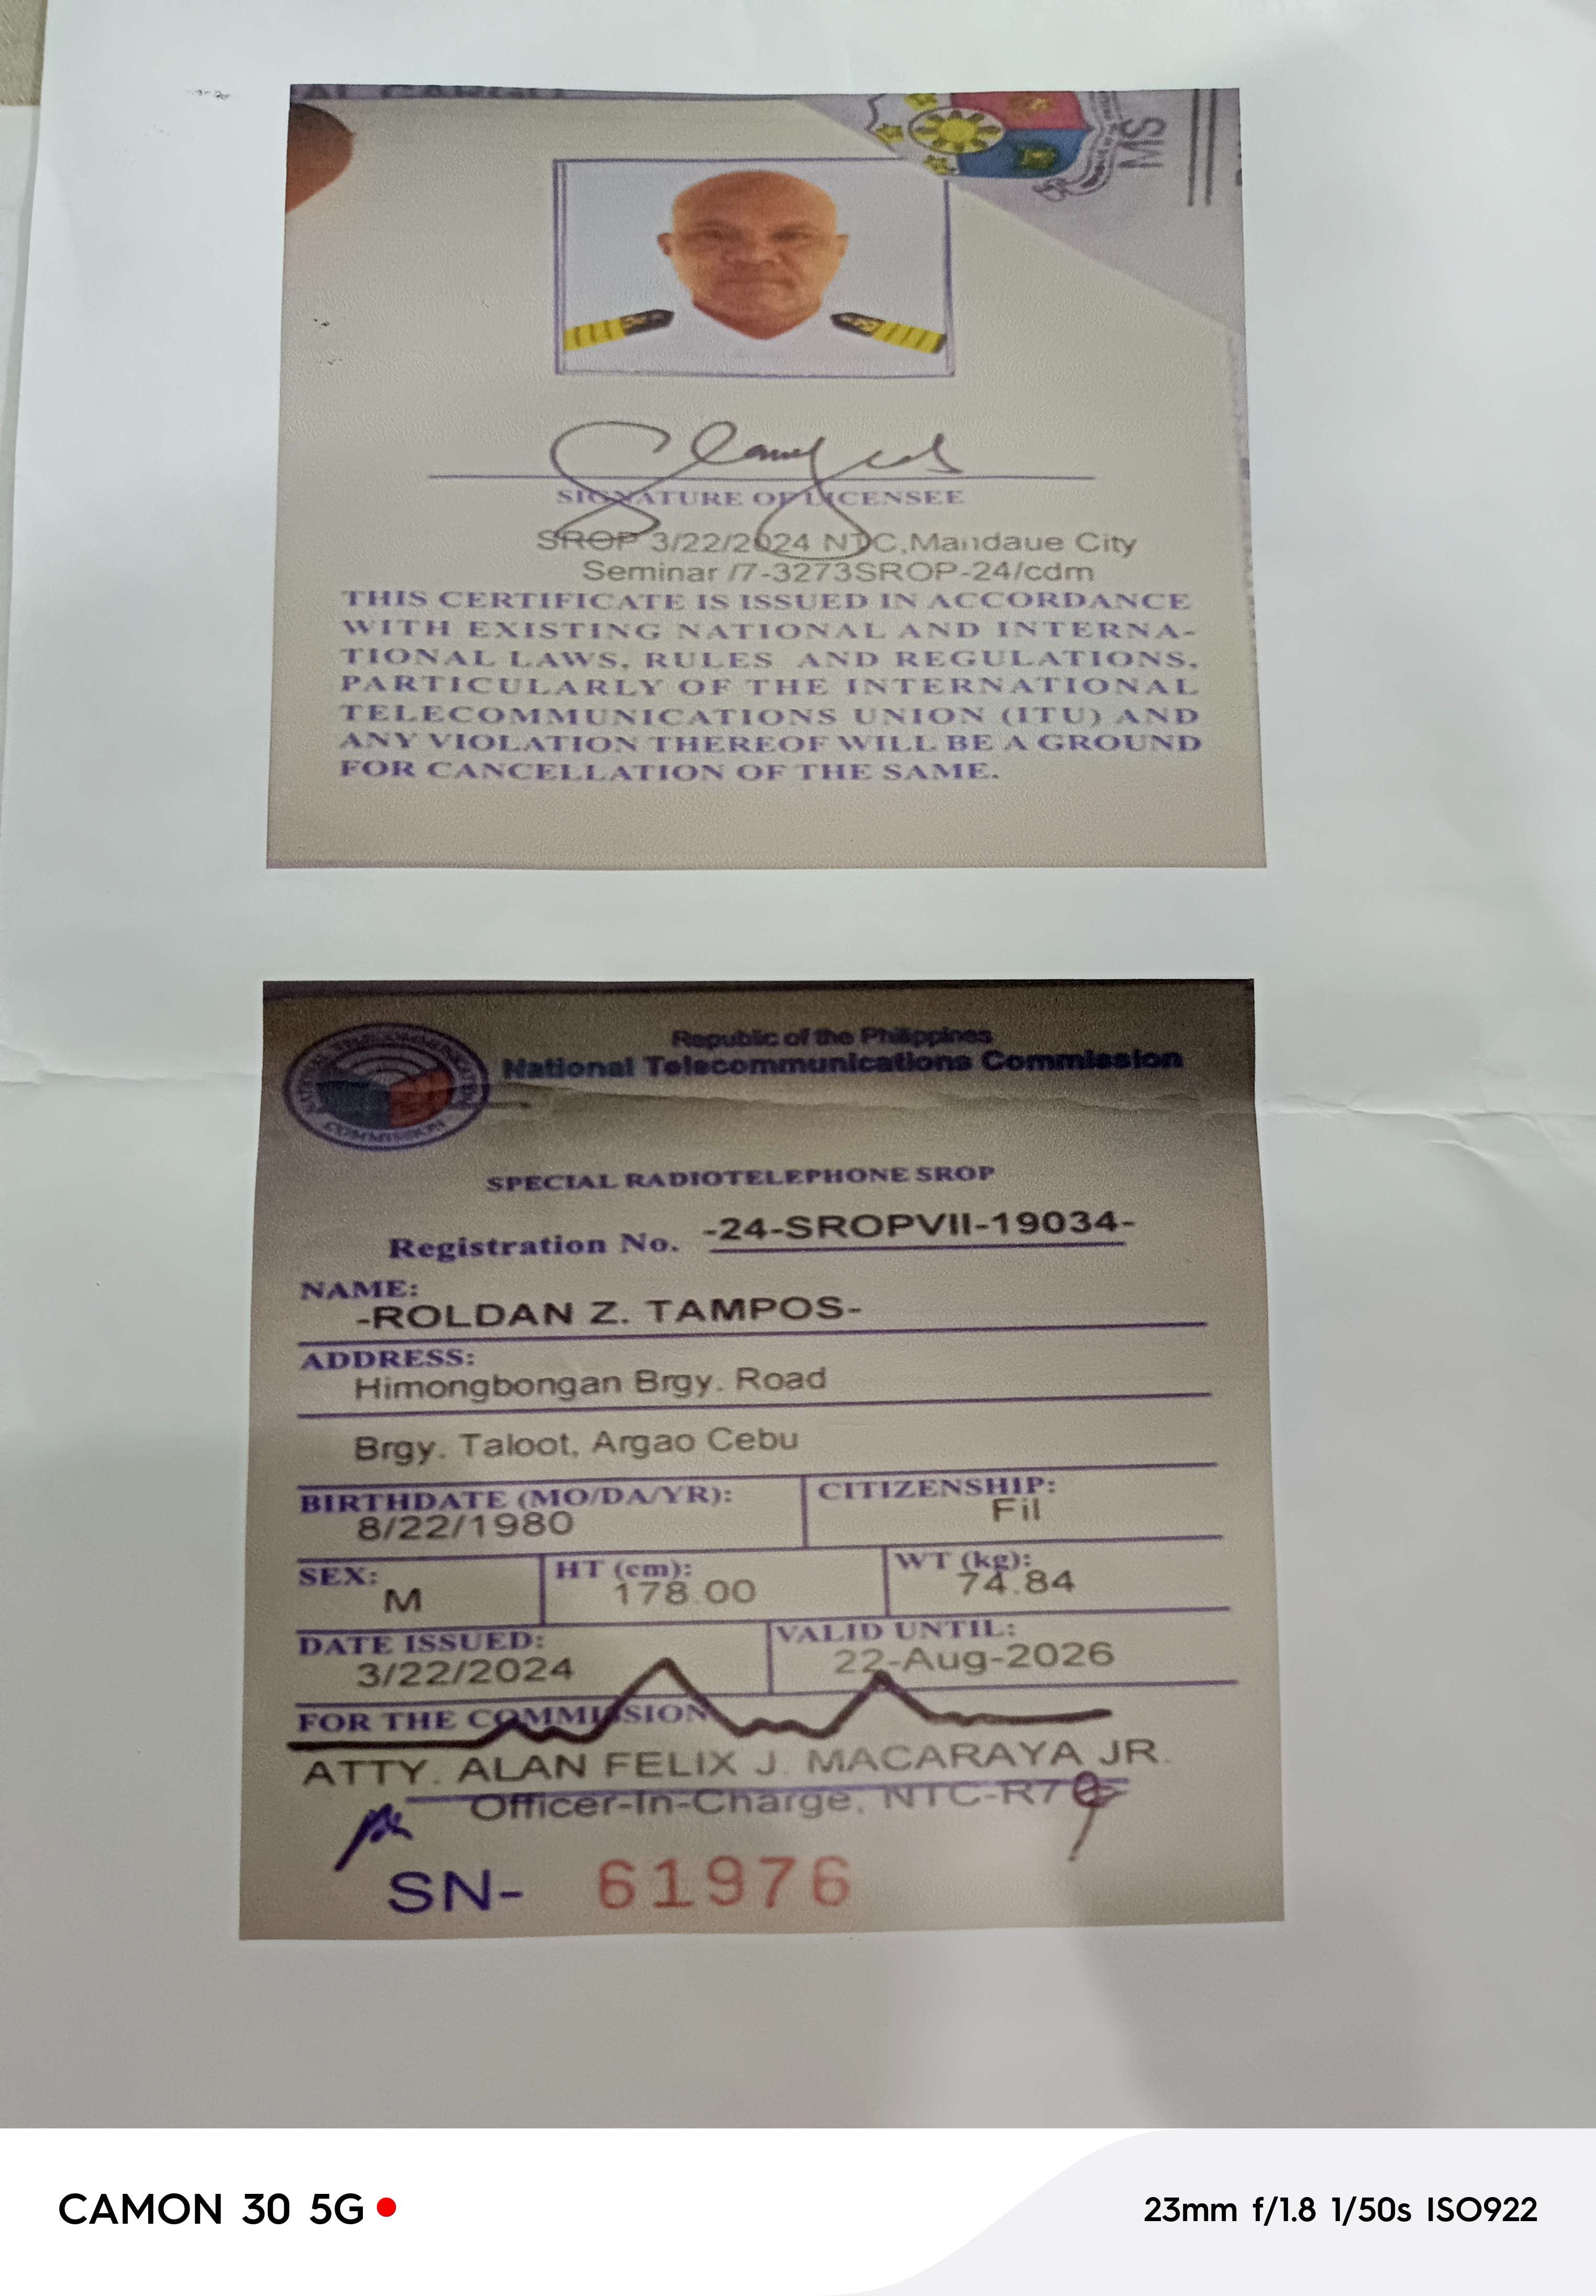 MS
SIGNATURE OF LICENSEE
SROP 3/22/2024 NTC,Mandaue City
Seminar /7-3273SROP-24/cdm
THIS CERTIFICATE IS ISSUED IN ACCORDANCE
WITH EXISTING NATIONAL AND INTERNA-
TIONAL LAWS, RULES AND REGULATIONS,
PARTICULARLY OF THE INTERNATIONAL
TELECOMMUNICATIONS UNION (ITU) AND
ANY VIOLATION THEREOF WILL BE A GROUND
FOR CANCELLATION OF THE SAME.
Republic of the Philippines
National Telecommunications Commission
COMMISSION
SPECIAL RADIOTELEPHONE SROP
Registration No. -24-SROPVII-19034-
NAME:
-ROLDAN Z. TAMPOS-
ADDRESS:
Himongbongan Brgy. Road
Brgy. Taloot, Argao Cebu
BIRTHDATE (MO/DA/YR): CITIZENSHIP:
8/22/1980 Fil
SEX: HT (cm): WT (kg):
M 178.00 74.84
DATE ISSUED: VALID UNTIL:
3/22/2024 22-Aug-2026
FOR THE COMMISSION
ATTY. ALAN FELIX J. MACARAYA JR.
Officer-In-Charge, NTC-R7
SN- 61976
CAMON 30 5G
23mm f/1.8 1/50s ISO922